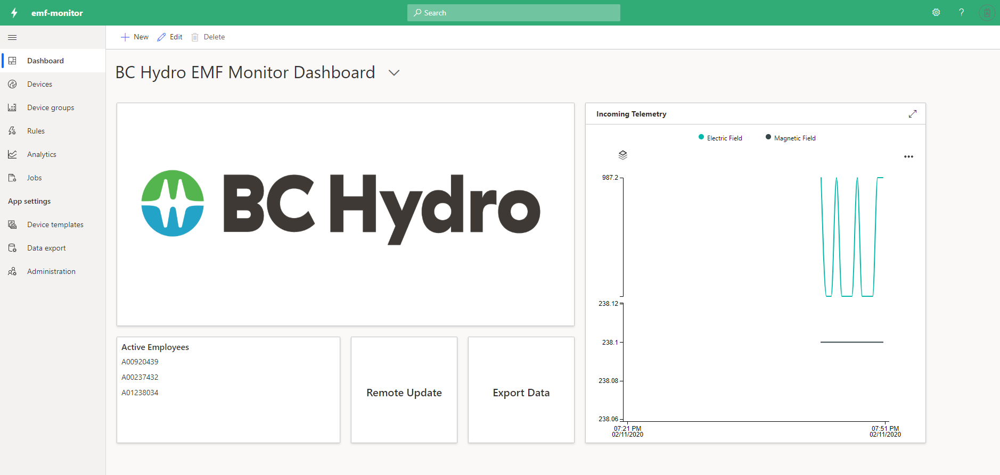 emf-monitor
Search
?
New
Edit
Delete
Dashboard
Devices
Device groups
Rules
Analytics
Jobs
App settings
Device templates
Data export
Administration
BC Hydro EMF Monitor Dashboard
BC Hydro
Active Employees
A00920439
A00237432
A01238034
Remote Update
Export Data
Incoming Telemetry
Electric Field
Magnetic Field
987.2
238.12
238.1
238.08
238.06
07:21 PM
02/11/2020
07:51 PM
02/11/2020